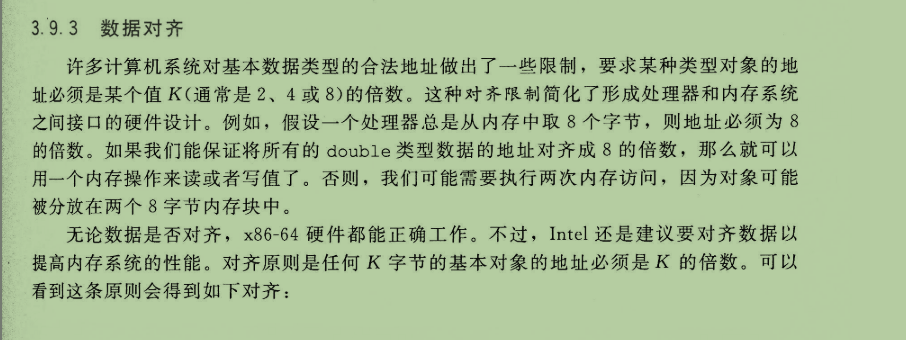 3.9.3 数据对齐
许多计算机系统对基本数据类型的合法地址做出了一些限制，要求某种类型对象的地
址必须是某个值 K(通常是 2、4 或 8)的倍数。这种对齐限制简化了形成处理器和内存系统
之间接口的硬件设计。例如，假设一个处理器总是从内存中取 8 个字节，则地址必须为 8
的倍数。如果我们能保证将所有的 double 类型数据的地址对齐成 8 的倍数，那么就可以
用一个内存操作来读或者写值了。否则，我们可能需要执行两次内存访问，因为对象可能
被分放在两个 8 字节内存块中。
无论数据是否对齐，x86-64 硬件都能正确工作。不过，Intel 还是建议要对齐数据以
提高内存系统的性能。对齐原则是任何 K 字节的基本对象的地址必须是 K 的倍数。可以
看到这条原则会得到如下对齐：